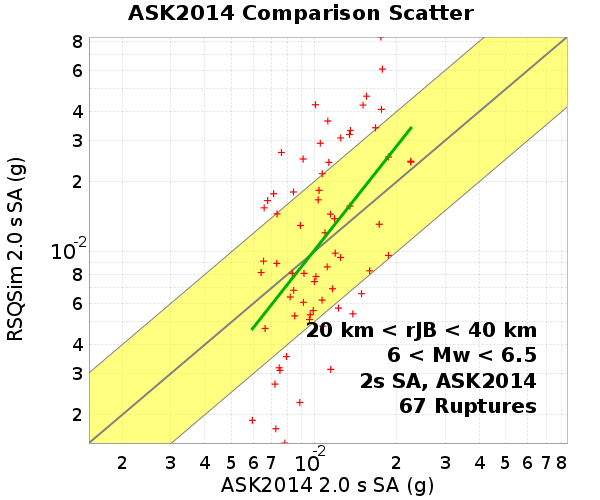 ASK2014 Comparison Scatter
8
6
4
3
2
10-2
8
6
4
3
2
RSQSim 2.0 s SA (g)
20 km < rJB < 40 km
6 < Mw < 6.5
2s SA, ASK2014
67 Ruptures
2 3 4 5 6 7 10-2 2 3 4 5 6 7 8
ASK2014 2.0 s SA (g)